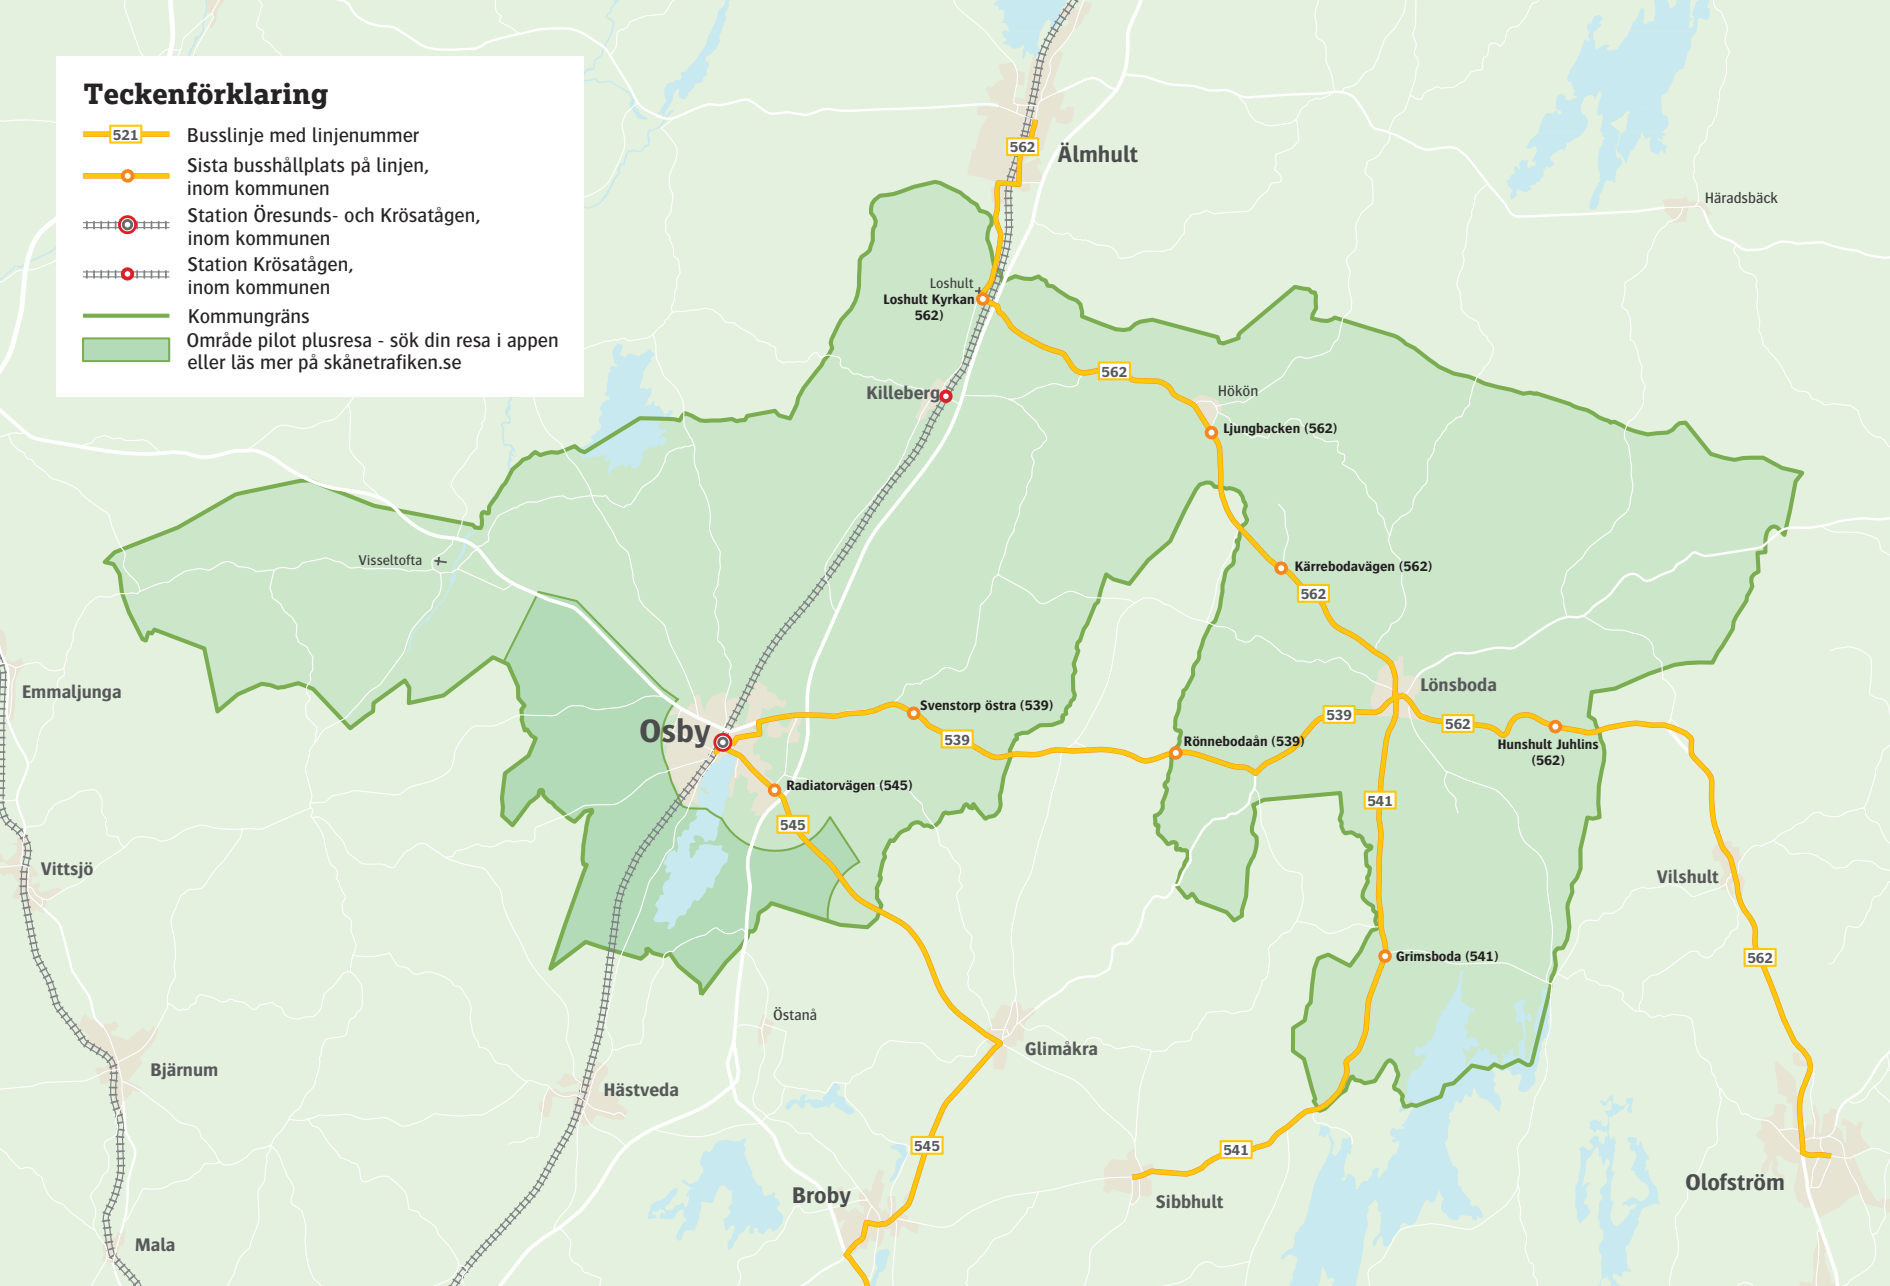 Teckenförklaring
521
Busslinje med linjenummer
Sista busshållplats på linjen,
inom kommunen
Station Öresunds- och Krösatågen,
inom kommunen
Station Krösatågen,
inom kommunen
Kommungräns
Område pilot plusresa - sök din resa i appen
eller läs mer på skånetrafiken.se
562
Älmhult
Häradsbäck
Loshult
Loshult Kyrkan
562)
562
Killeberg
Hökön
Ljungbacken (562)
Visseltofta
Kärrebodavägen (562)
562
Emmaljunga
Lönsboda
Osby
Svenstorp östra (539)
539
539
562
Rönnebodaån (539)
Hunshult Juhlins
(562)
Radiatorvägen (545)
545
541
Vittsjö
Vilshult
Grimsboda (541)
562
Östanå
Glimåkra
Bjärnum
Hästveda
545
541
Broby
Sibbhult
Olofström
Mala